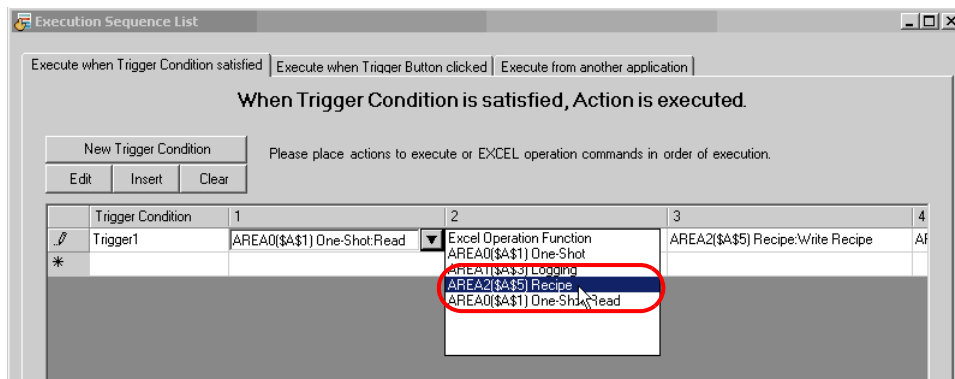 Execution Sequence List
Execute when Trigger Condition satisfied Execute when Trigger Button clicked Execute from another application
When Trigger Condition is satisfied, Action is executed.
New Trigger Condition
Please place actions to execute or EXCEL operation commands in order of execution.
Edit Insert Clear
Trigger Condition 1 2 3 4
Trigger1 AREA0($A$1) One-Shot:Read Excel Operation Function AREA2($A$5) Recipe:Write Recipe
AREA0($A$1) One-Shot
AREA1($A$3) Logging
AREA2($A$5) Recipe
AREA0($A$1) One-Shot:Read